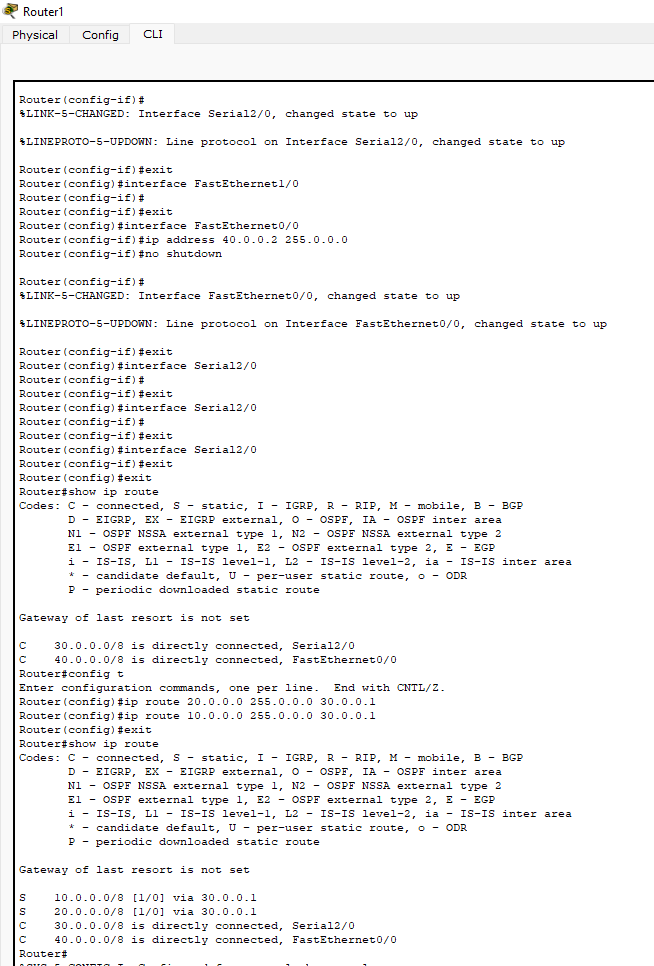 Router1
Physical Config CLI
Router(config-if)#
%LINK-5-CHANGED: Interface Serial2/0, changed state to up
%LINEPROTO-5-UPDOWN: Line protocol on Interface Serial2/0, changed state to up
Router(config-if)#exit
Router(config)#interface FastEthernet1/0
Router(config-if)#
Router(config-if)#exit
Router(config)#interface FastEthernet0/0
Router(config-if)#ip address 40.0.0.2 255.0.0.0
Router(config-if)#no shutdown
Router(config-if)#
%LINK-5-CHANGED: Interface FastEthernet0/0, changed state to up
%LINEPROTO-5-UPDOWN: Line protocol on Interface FastEthernet0/0, changed state to up
Router(config-if)#exit
Router(config)#interface Serial2/0
Router(config-if)#
Router(config-if)#exit
Router(config)#interface Serial2/0
Router(config-if)#
Router(config-if)#exit
Router(config)#interface Serial2/0
Router(config-if)#exit
Router(config)#exit
Router#show ip route
Codes: C - connected, S - static, I - IGRP, R - RIP, M - mobile, B - BGP
D - EIGRP, EX - EIGRP external, O - OSPF, IA - OSPF inter area
N1 - OSPF NSSA external type 1, N2 - OSPF NSSA external type 2
E1 - OSPF external type 1, E2 - OSPF external type 2, E - EGP
i - IS-IS, L1 - IS-IS level-1, L2 - IS-IS level-2, ia - IS-IS inter area
* - candidate default, U - per-user static route, o - ODR
P - periodic downloaded static route
Gateway of last resort is not set
C 30.0.0.0/8 is directly connected, Serial2/0
C 40.0.0.0/8 is directly connected, FastEthernet0/0
Router#config t
Enter configuration commands, one per line. End with CNTL/Z.
Router(config)#ip route 20.0.0.0 255.0.0.0 30.0.0.1
Router(config)#ip route 10.0.0.0 255.0.0.0 30.0.0.1
Router(config)#exit
Router#show ip route
Codes: C - connected, S - static, I - IGRP, R - RIP, M - mobile, B - BGP
D - EIGRP, EX - EIGRP external, O - OSPF, IA - OSPF inter area
N1 - OSPF NSSA external type 1, N2 - OSPF NSSA external type 2
E1 - OSPF external type 1, E2 - OSPF external type 2, E - EGP
i - IS-IS, L1 - IS-IS level-1, L2 - IS-IS level-2, ia - IS-IS inter area
* - candidate default, U - per-user static route, o - ODR
P - periodic downloaded static route
Gateway of last resort is not set
S 10.0.0.0/8 [1/0] via 30.0.0.1
S 20.0.0.0/8 [1/0] via 30.0.0.1
C 30.0.0.0/8 is directly connected, Serial2/0
C 40.0.0.0/8 is directly connected, FastEthernet0/0
Router#